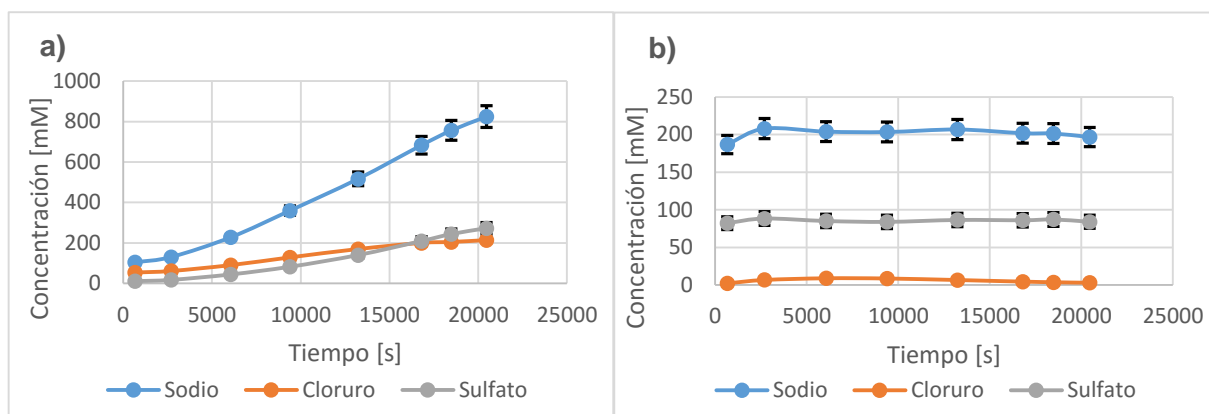 a)
Concentración [mM]
1000
800
600
400
200
0
0 5000 10000 15000 20000 25000
Tiempo [s]
Sodio Cloruro Sulfato
b)
Concentración [mM]
250
200
150
100
50
0
0 5000 10000 15000 20000 25000
Tiempo [s]
Sodio Cloruro Sulfato